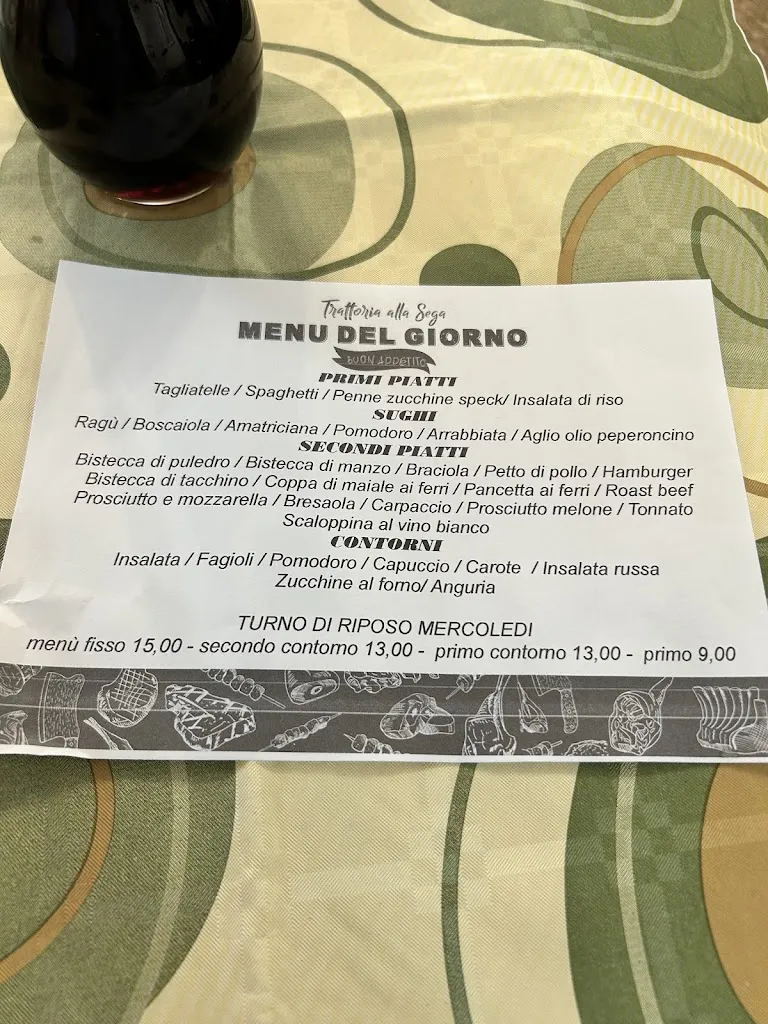 Trattoria alla Sega
MENU DEL GIORNO
BUON APPETITO
PRIMI PIATTI
Tagliatelle / Spaghetti / Penne zucchine speck/ Insalata di riso
SUGHI
Ragù / Boscaiola / Amatriciana / Pomodoro / Arrabbiata / Aglio olio peperoncino
SECONDI PIATTI
Bistecca di puledro / Bistecca di manzo / Braciola / Petto di pollo / Hamburger
Bistecca di tacchino / Coppa di maiale ai ferri / Pancetta ai ferri / Roast beef
Prosciutto e mozzarella / Bresaola / Carpaccio / Prosciutto melone / Tonnato
Scaloppina al vino bianco
CONTORNI
Insalata / Fagioli / Pomodoro / Capuccio / Carote / Insalata russa
Zucchine al forno/ Anguria
TURNO DI RIPOSO MERCOLEDI
menù fisso 15,00 - secondo contorno 13,00 - primo contorno 13,00 - primo 9,00